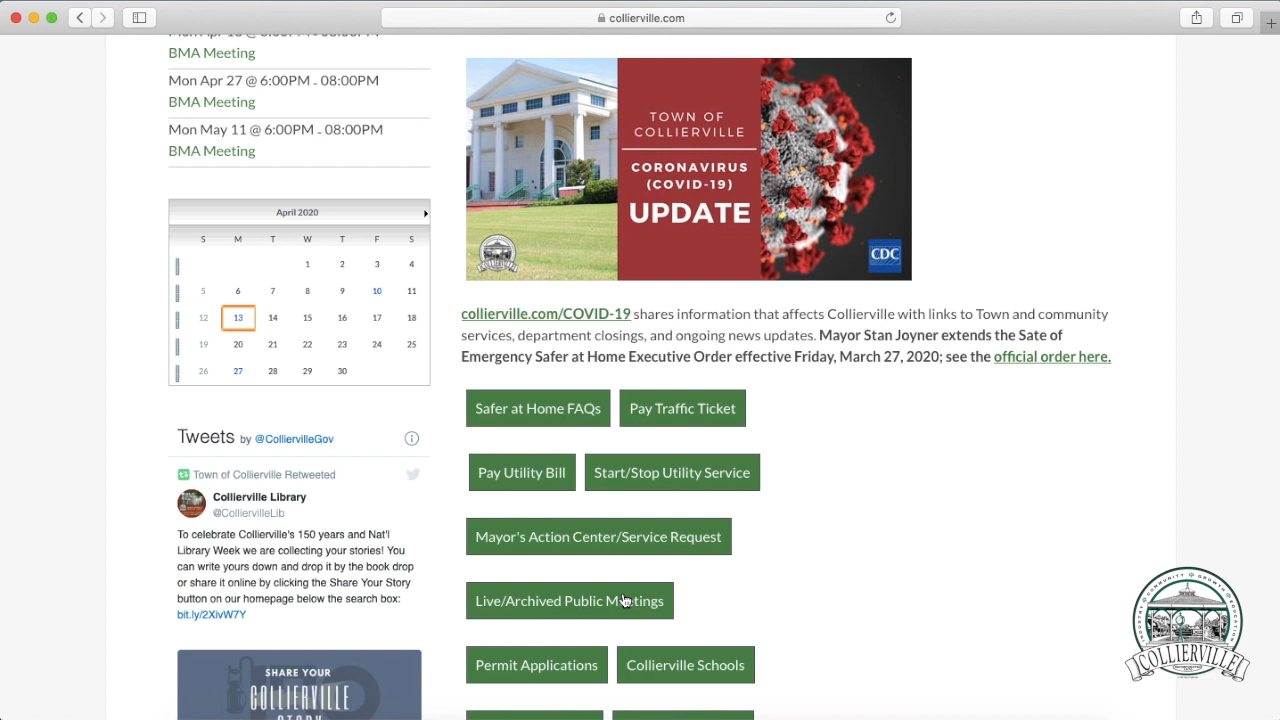 collierville.com
BMA Meeting
Mon Apr 27 @ 6:00PM - 08:00PM
BMA Meeting
Mon May 11 @ 6:00PM - 08:00PM
BMA Meeting
April 2020
S M T W T F S
1 2 3 4
5 6 7 8 9 10 11
12 13 14 15 16 17 18
19 20 21 22 23 24 25
26 27 28 29 30
Tweets by @ColliervilleGov
Town of Collierville Retweeted
Collierville Library
@ColliervilleLib
To celebrate Collierville's 150 years and Nat'l
Library Week we are collecting your stories! You
can write yours down and drop it by the book drop
or share it online by clicking the Share Your Story
button on our homepage below the search box:
bit.ly/2XivW7Y
SHARE YOUR
COLLIERVILLE
TOWN OF
COLLIERVILLE
CORONAVIRUS
(COVID-19)
UPDATE
CDC
collierville.com/COVID-19 shares information that affects Collierville with links to Town and community
services, department closings, and ongoing news updates. Mayor Stan Joyner extends the Sate of
Emergency Safer at Home Executive Order effective Friday, March 27, 2020; see the official order here.
Safer at Home FAQs
Pay Traffic Ticket
Pay Utility Bill
Start/Stop Utility Service
Mayor's Action Center/Service Request
Live/Archived Public Meetings
Permit Applications
Collierville Schools
INDUSTRY COMMUNITY GROWTH EDUCATION
COLLIERVILLE